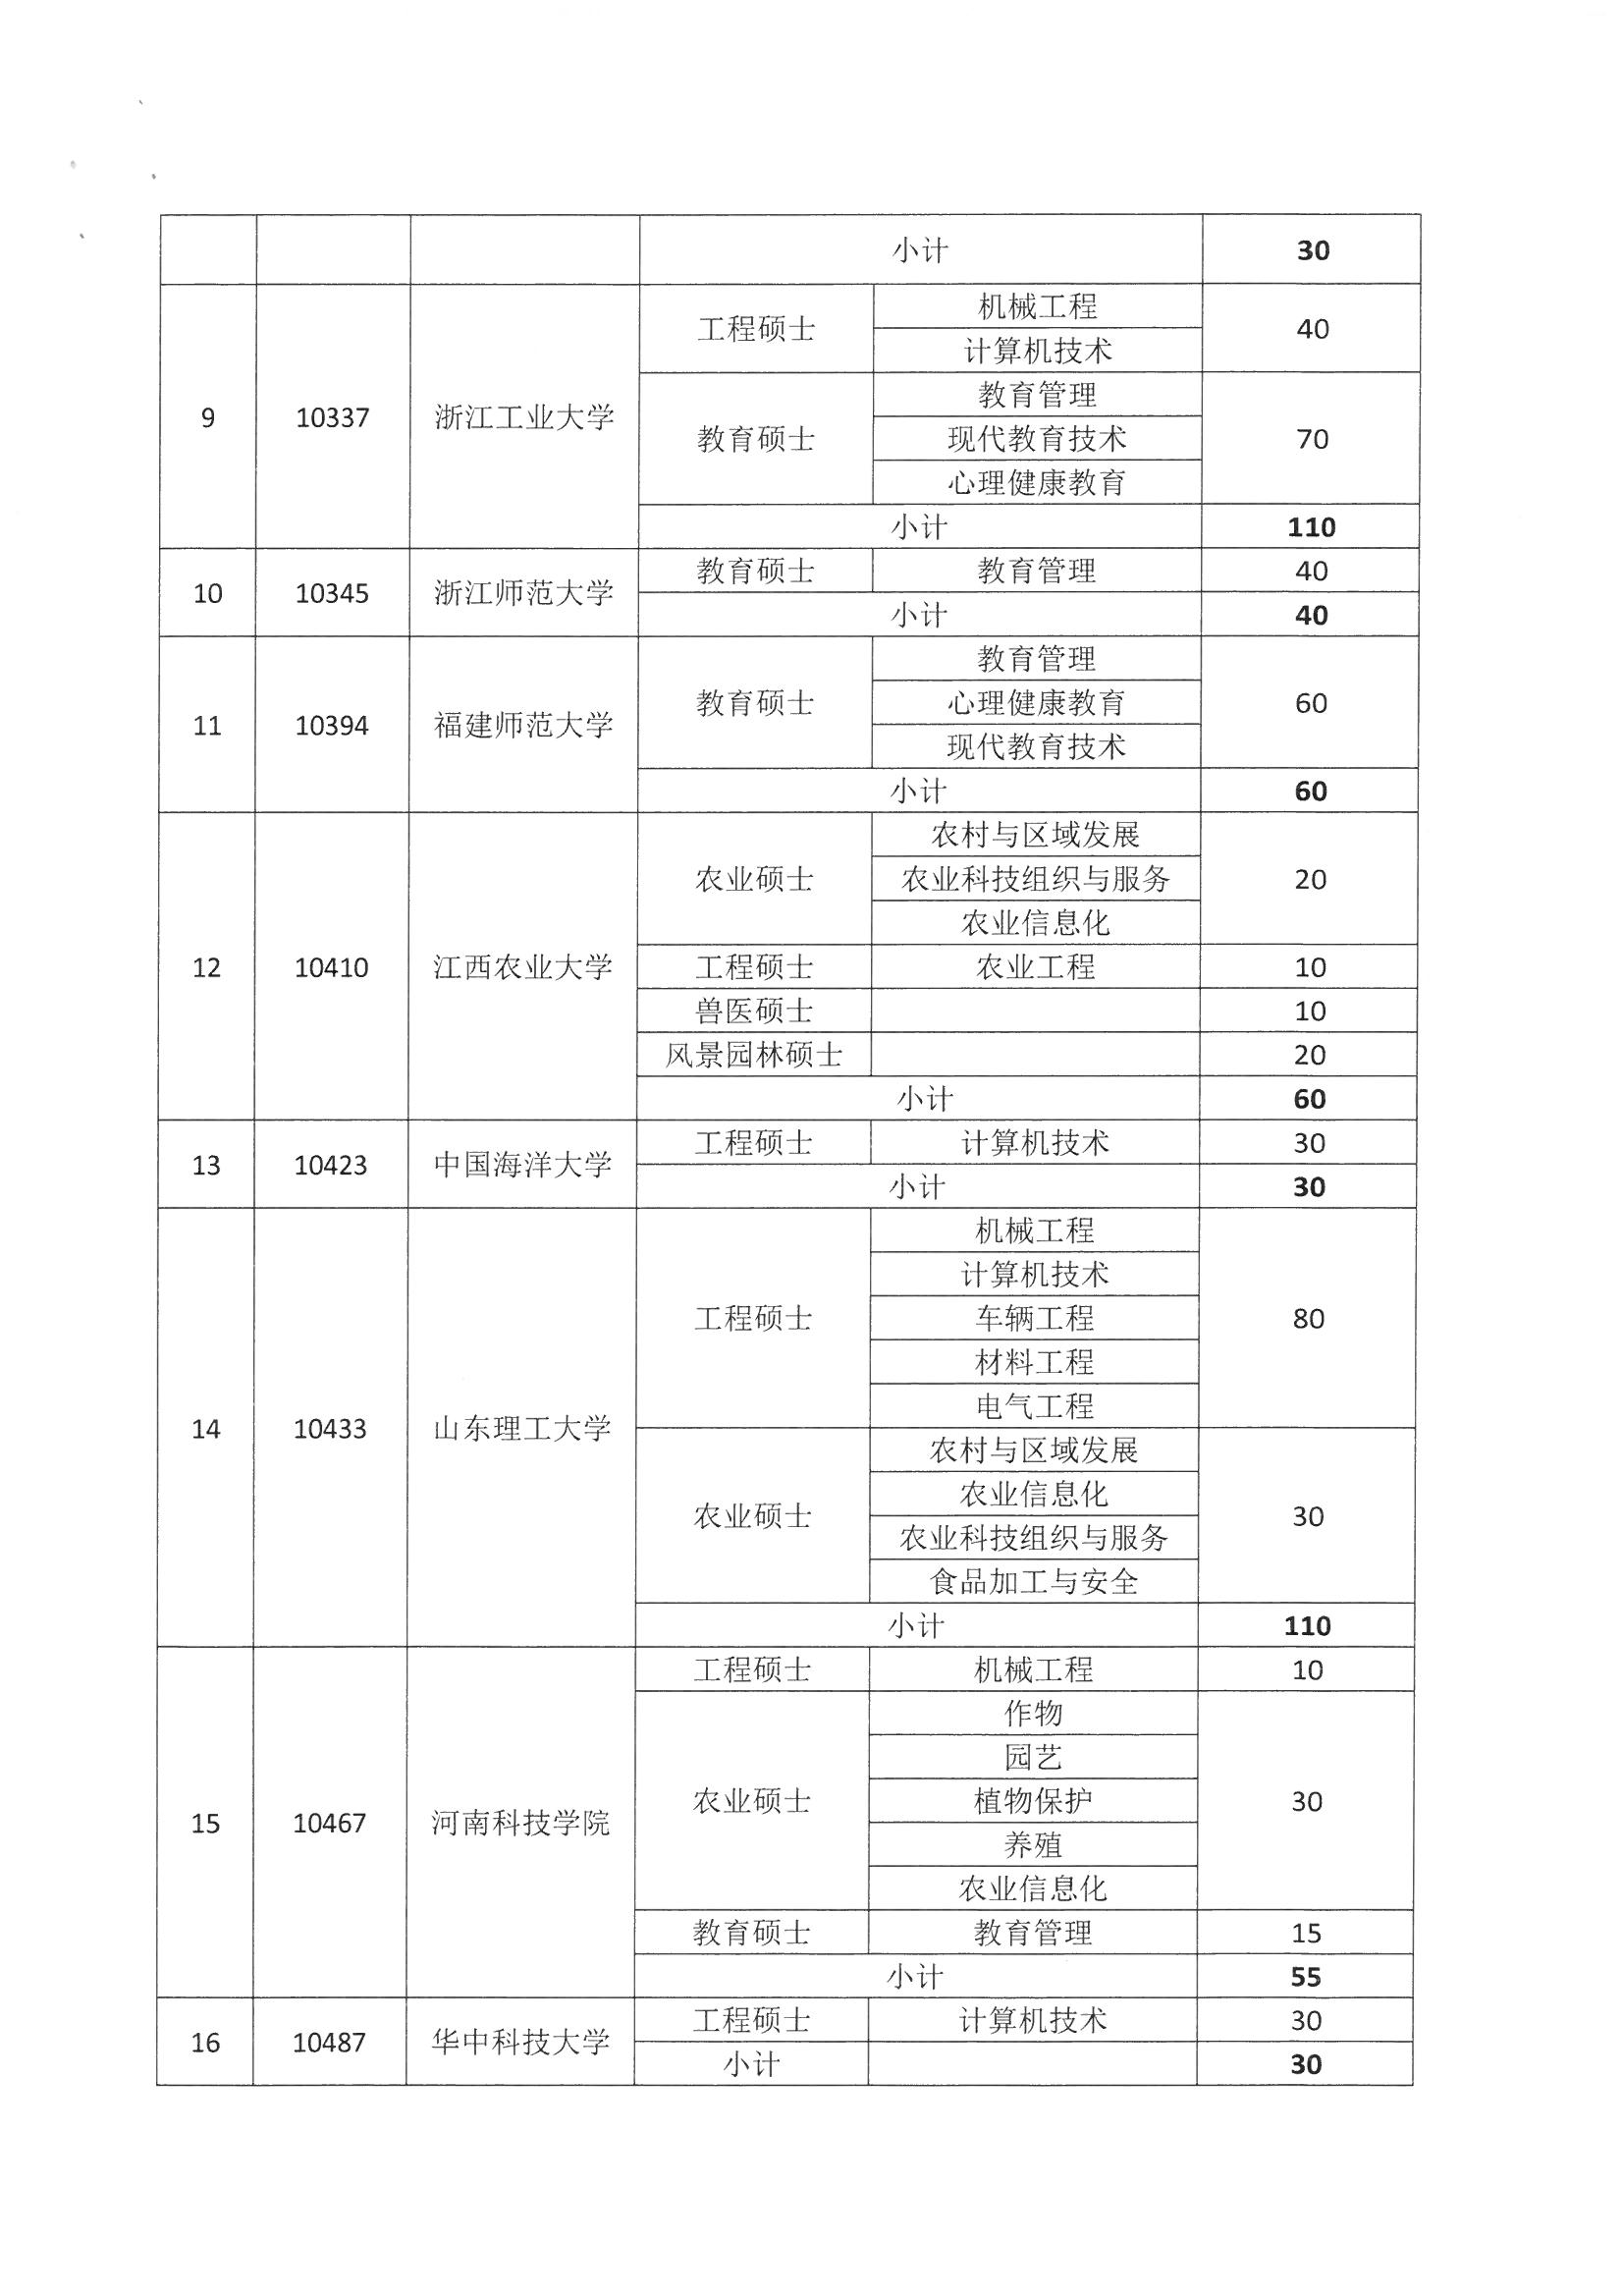 小计 30
9 10337 浙江工业大学 工程硕士 机械工程 40
计算机技术
教育硕士 教育管理 70
现代教育技术
心理健康教育
小计 110
10 10345 浙江师范大学 教育硕士 教育管理 40
小计 40
11 10394 福建师范大学 教育硕士 教育管理 60
心理健康教育
现代教育技术
小计 60
12 10410 江西农业大学 农业硕士 农村与区域发展 20
农业科技组织与服务
农业信息化
工程硕士 农业工程 10
兽医硕士 10
风景园林硕士 20
小计 60
13 10423 中国海洋大学 工程硕士 计算机技术 30
小计 30
14 10433 山东理工大学 工程硕士 机械工程 80
计算机技术
车辆工程
材料工程
电气工程
农业硕士 农村与区域发展 30
农业信息化
农业科技组织与服务
食品加工与安全
小计 110
15 10467 河南科技学院 工程硕士 机械工程 10
农业硕士 作物 30
园艺
植物保护
养殖
农业信息化
教育硕士 教育管理 15
小计 55
16 10487 华中科技大学 工程硕士 计算机技术 30
小计 30